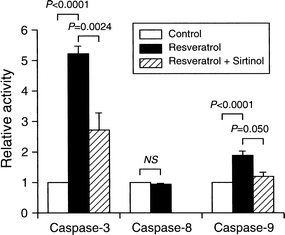 P<0.0001
P=0.0024
Control
Resveratrol
Resveratrol + Sirtinol
Relative activity
6
5
4
3
2
1
0
NS
P<0.0001
P=0.050
Caspase-3
Caspase-8
Caspase-9